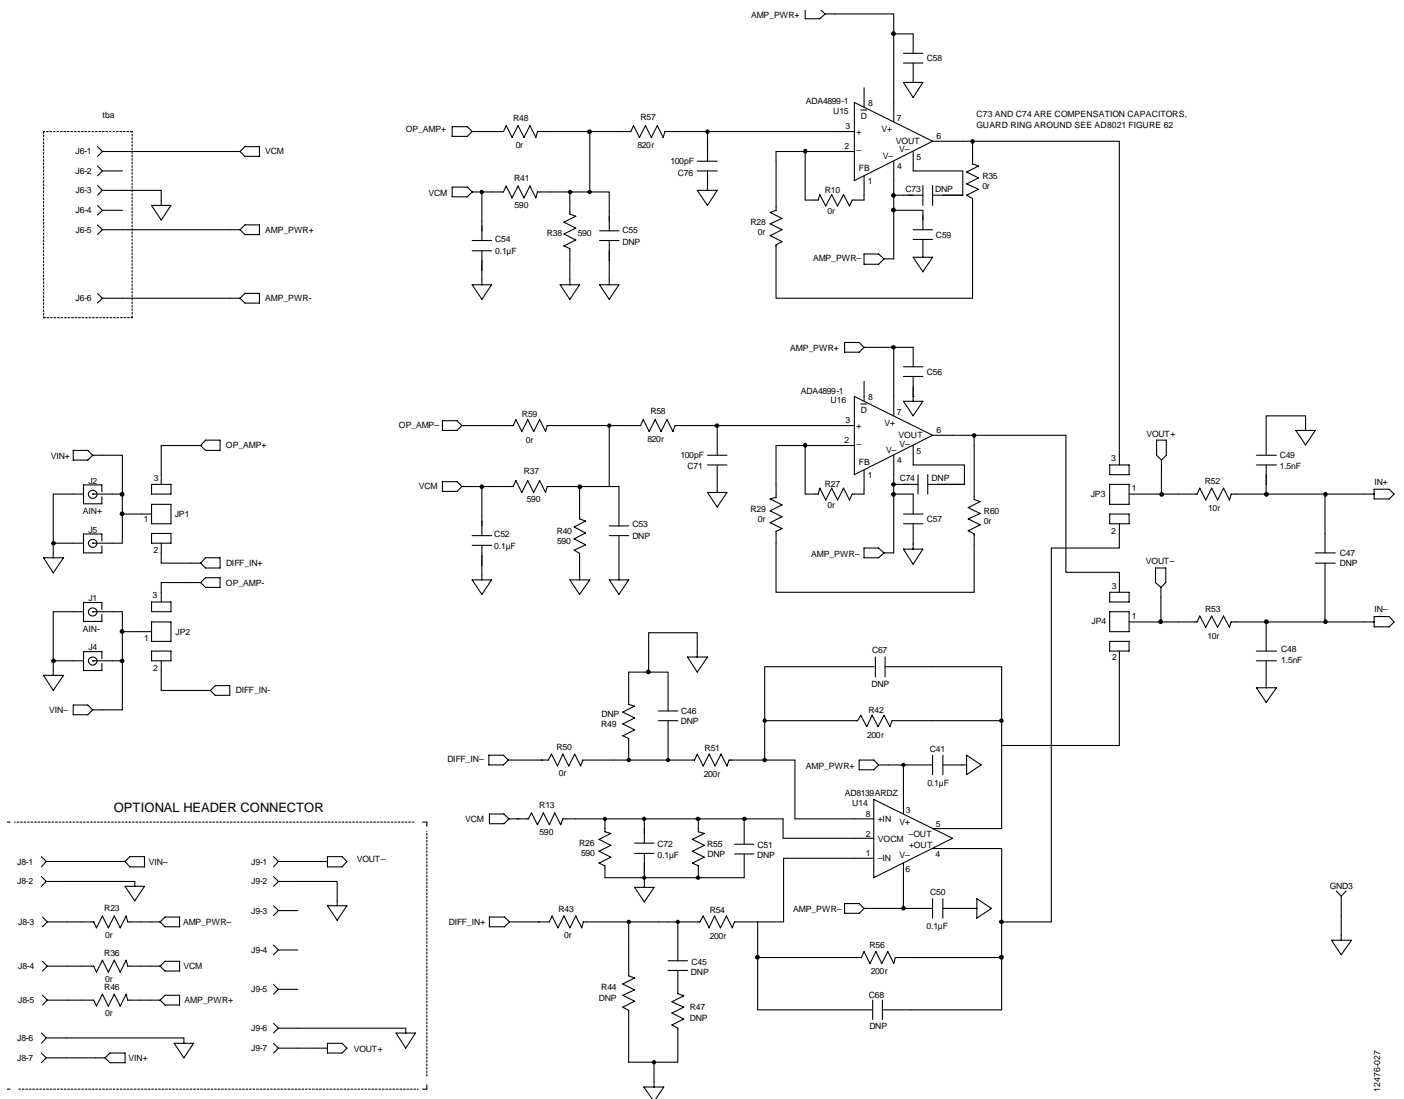 AMP_PWR+
C58
tba
J6-1
VCM
J6-2
J6-3
J6-4
J6-5
AMP_PWR+
J6-6
AMP_PWR-
OP_AMP+
R48
0r
R57
820r
100pF
C76
VCM
R41
590
C54
0.1µF
R38
590
C55
DNP
ADA4899-1
U15
8
D
7
V+
3
+
2
–
VOUT
6
V–
5
V–
4
FB
1
C73 AND C74 ARE COMPENSATION CAPACITORS,
GUARD RING AROUND SEE AD8021 FIGURE 62
R10
0r
R28
0r
C73
DNP
C59
R35
0r
AMP_PWR–
AMP_PWR+
C56
OP_AMP–
R59
0r
R58
820r
100pF
C71
VCM
R37
590
C52
0.1µF
R40
590
C53
DNP
ADA4899-1
U16
8
D
7
V+
3
+
2
–
VOUT
6
V–
5
V–
4
FB
1
R27
0r
R29
0r
C74
DNP
C57
R60
0r
AMP_PWR–
VIN+
J2
AIN+
J5
OP_AMP+
3
1
JP1
2
DIFF_IN+
OP_AMP-
J1
AIN-
J4
3
1
JP2
2
DIFF_IN-
VIN–
VOUT+
3
JP3
1
2
R52
10r
C49
1.5nF
IN+
C47
DNP
VOUT–
3
JP4
1
2
R53
10r
C48
1.5nF
IN–
DIFF_IN–
R50
0r
DNP
R49
C46
DNP
R51
200r
C67
DNP
R42
200r
AMP_PWR+
C41
0.1µF
VCM
R13
590
R26
590
C72
0.1µF
R55
DNP
C51
DNP
AD8139ARDZ
U14
3
V+
8
+IN
2
VOCM
1
–IN
5
–OUT
+OUT
4
V–
6
AMP_PWR–
C50
0.1µF
DIFF_IN+
R43
0r
R54
200r
R44
DNP
C45
DNP
R47
DNP
R56
200r
C68
DNP
GND3
OPTIONAL HEADER CONNECTOR
J8-1
VIN–
J8-2
J8-3
R23
0r
AMP_PWR–
J8-4
R36
0r
VCM
J8-5
R46
0r
AMP_PWR+
J8-6
J8-7
VIN+
J9-1
VOUT–
J9-2
J9-3
J9-4
J9-5
J9-6
J9-7
VOUT+
12476-027